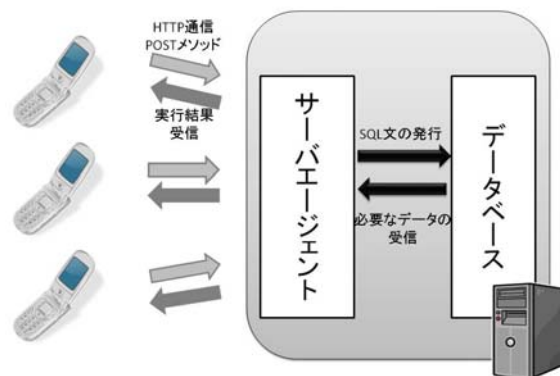 HTTP通信
POSTメソッド
実行結果
受信
サーバエージェント
SQL文の発行
必要なデータの
受信
データベース